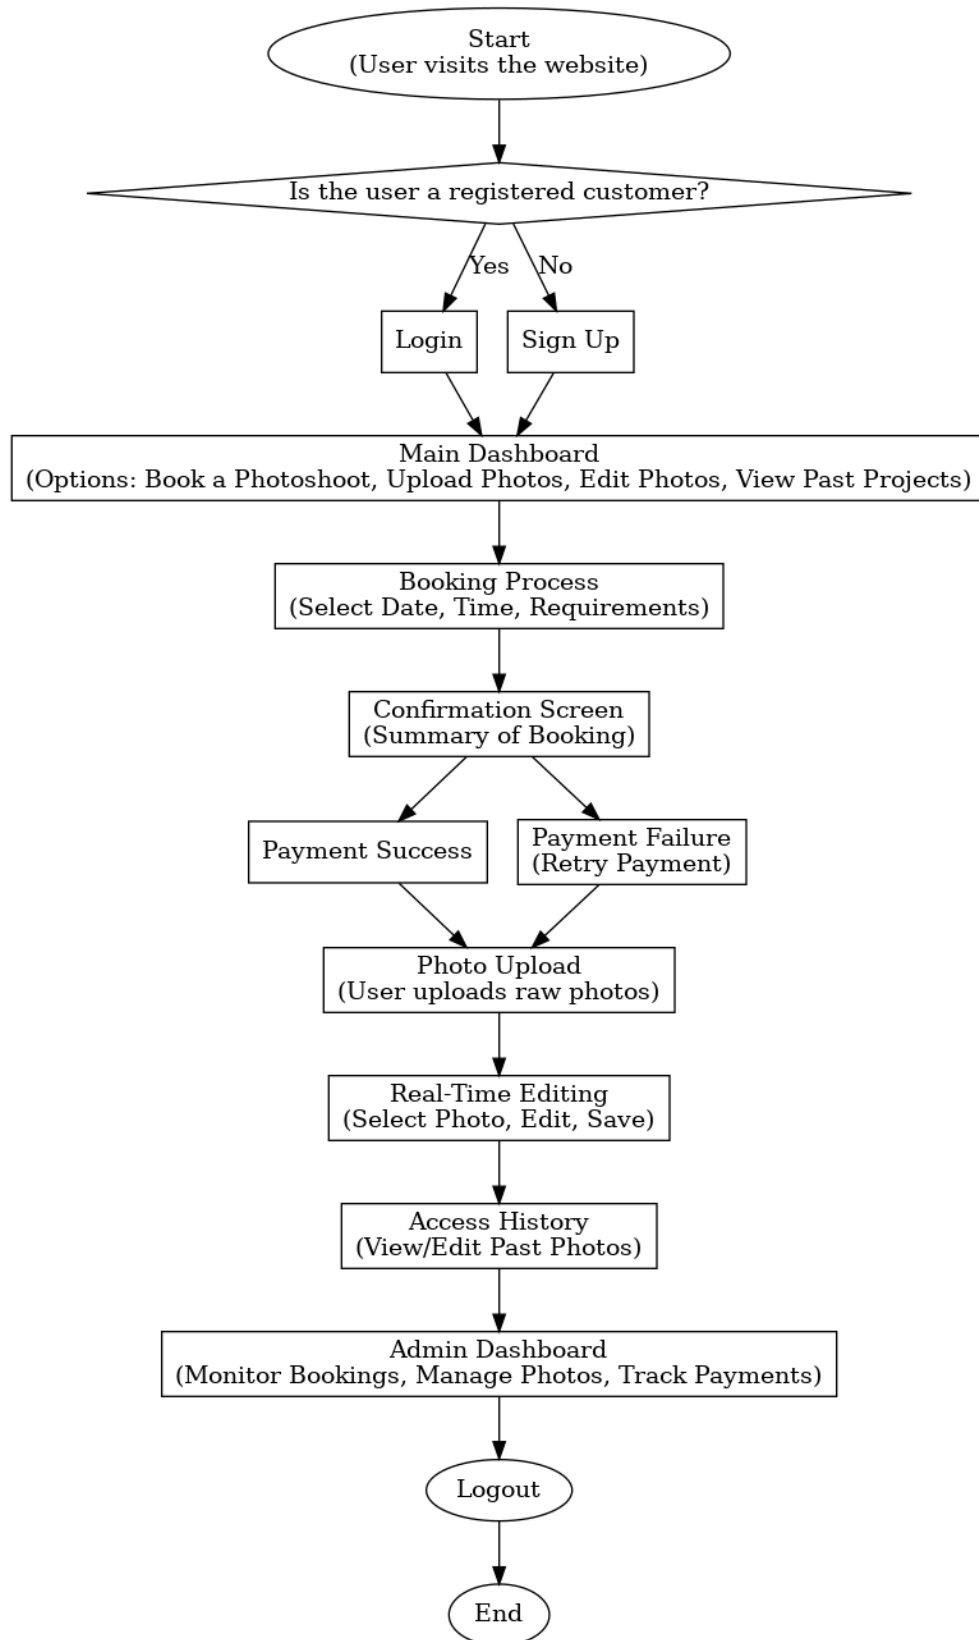 Start
(User visits the website)
Is the user a registered customer?
Yes
No
Login
Sign Up
Main Dashboard
(Options: Book a Photoshoot, Upload Photos, Edit Photos, View Past Projects)
Booking Process
(Select Date, Time, Requirements)
Confirmation Screen
(Summary of Booking)
Payment Success
Payment Failure
(Retry Payment)
Photo Upload
(User uploads raw photos)
Real-Time Editing
(Select Photo, Edit, Save)
Access History
(View/Edit Past Photos)
Admin Dashboard
(Monitor Bookings, Manage Photos, Track Payments)
Logout
End